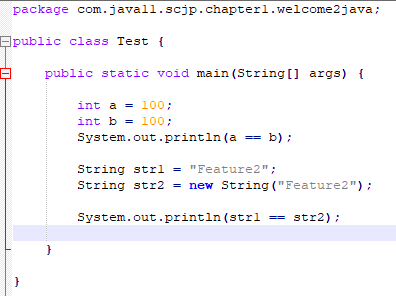 package com.java11.scjp.chapter1.welcome2java;
public class Test {
public static void main(String[] args) {
int a = 100;
int b = 100;
System.out.println(a == b);
String str1 = "Feature2";
String str2 = new String("Feature2");
System.out.println(str1 == str2);
}
}